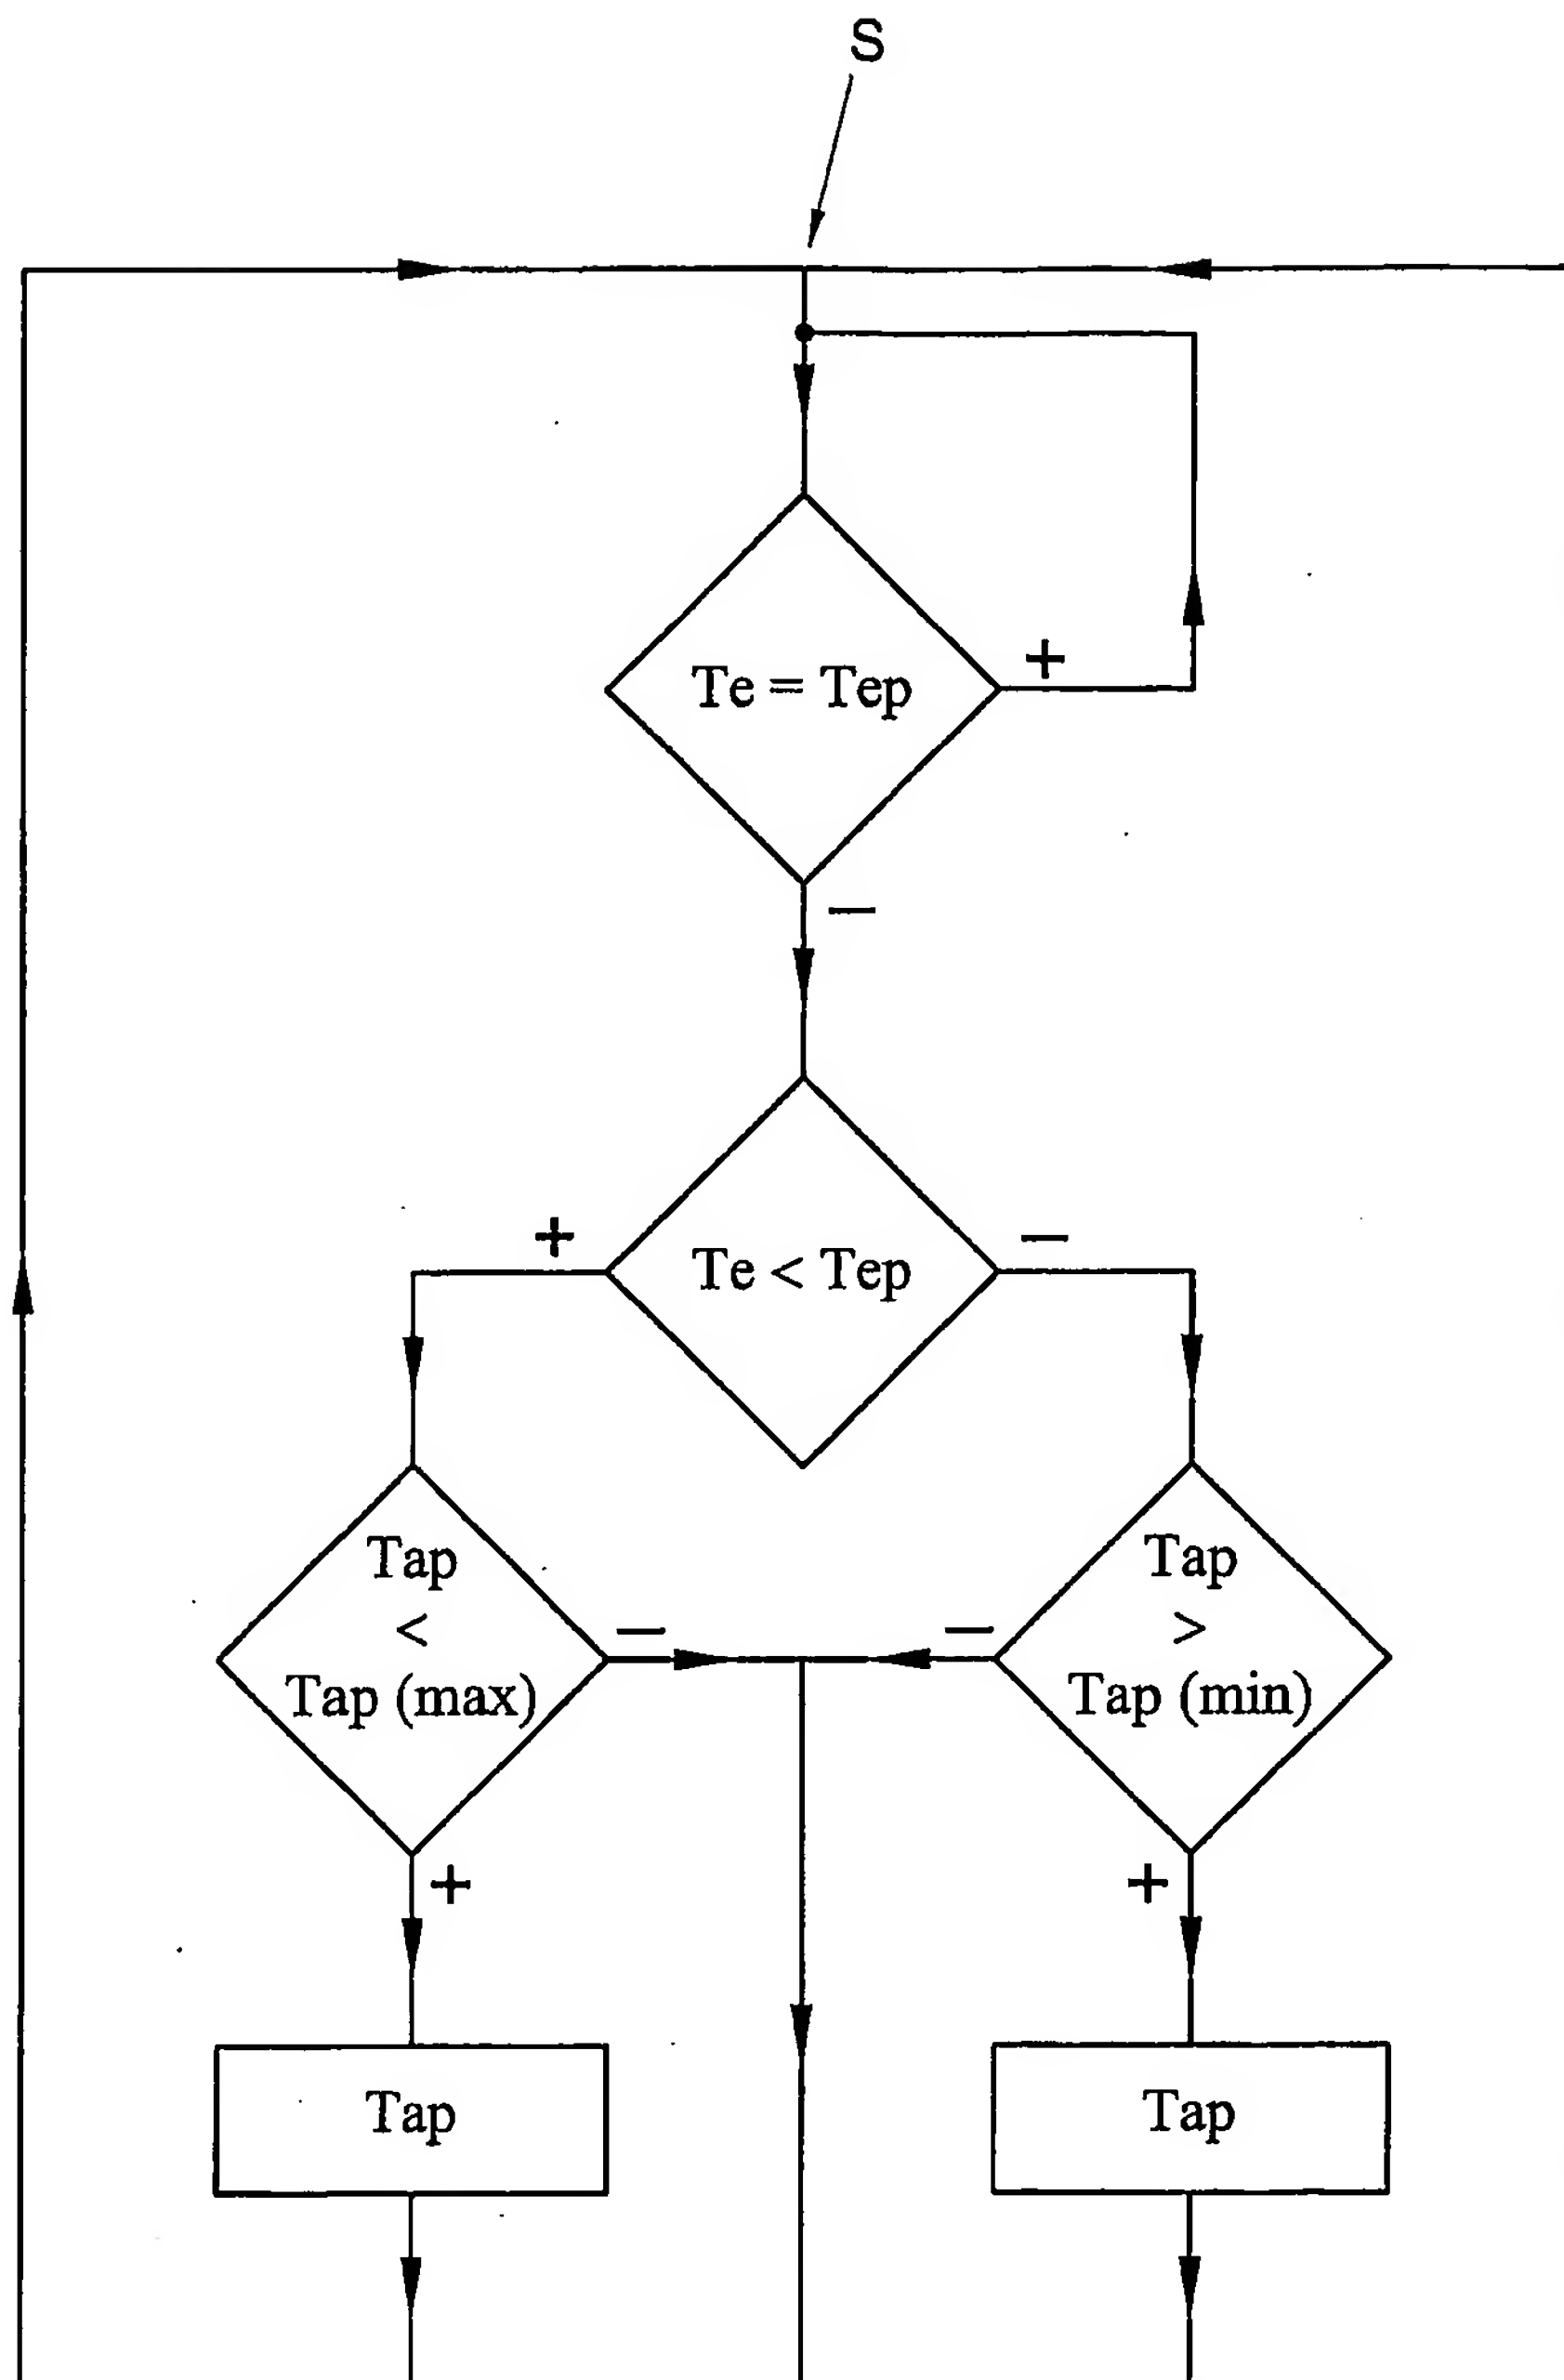 S
Te = Tep
+
−
Te < Tep
+
−
Tap
<
Tap (max)
−
+
Tap
>
Tap (min)
−
+
Tap
Tap